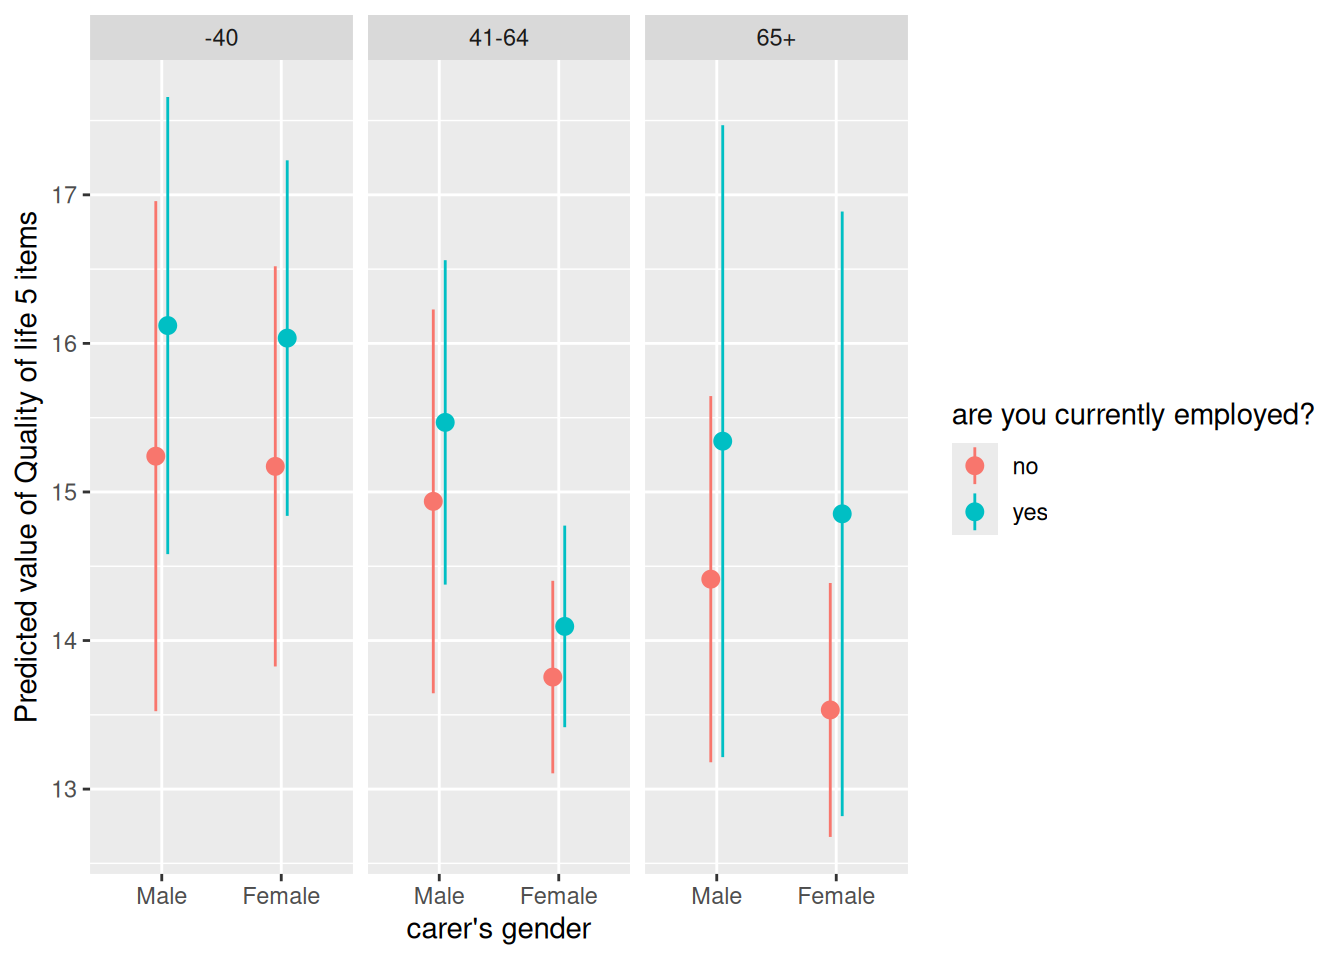 -40
41-64
65+
Predicted value of Quality of life 5 items
17
16
15
14
13
Male
Female
Male
Female
Male
Female
carer's gender
are you currently employed?
no
yes